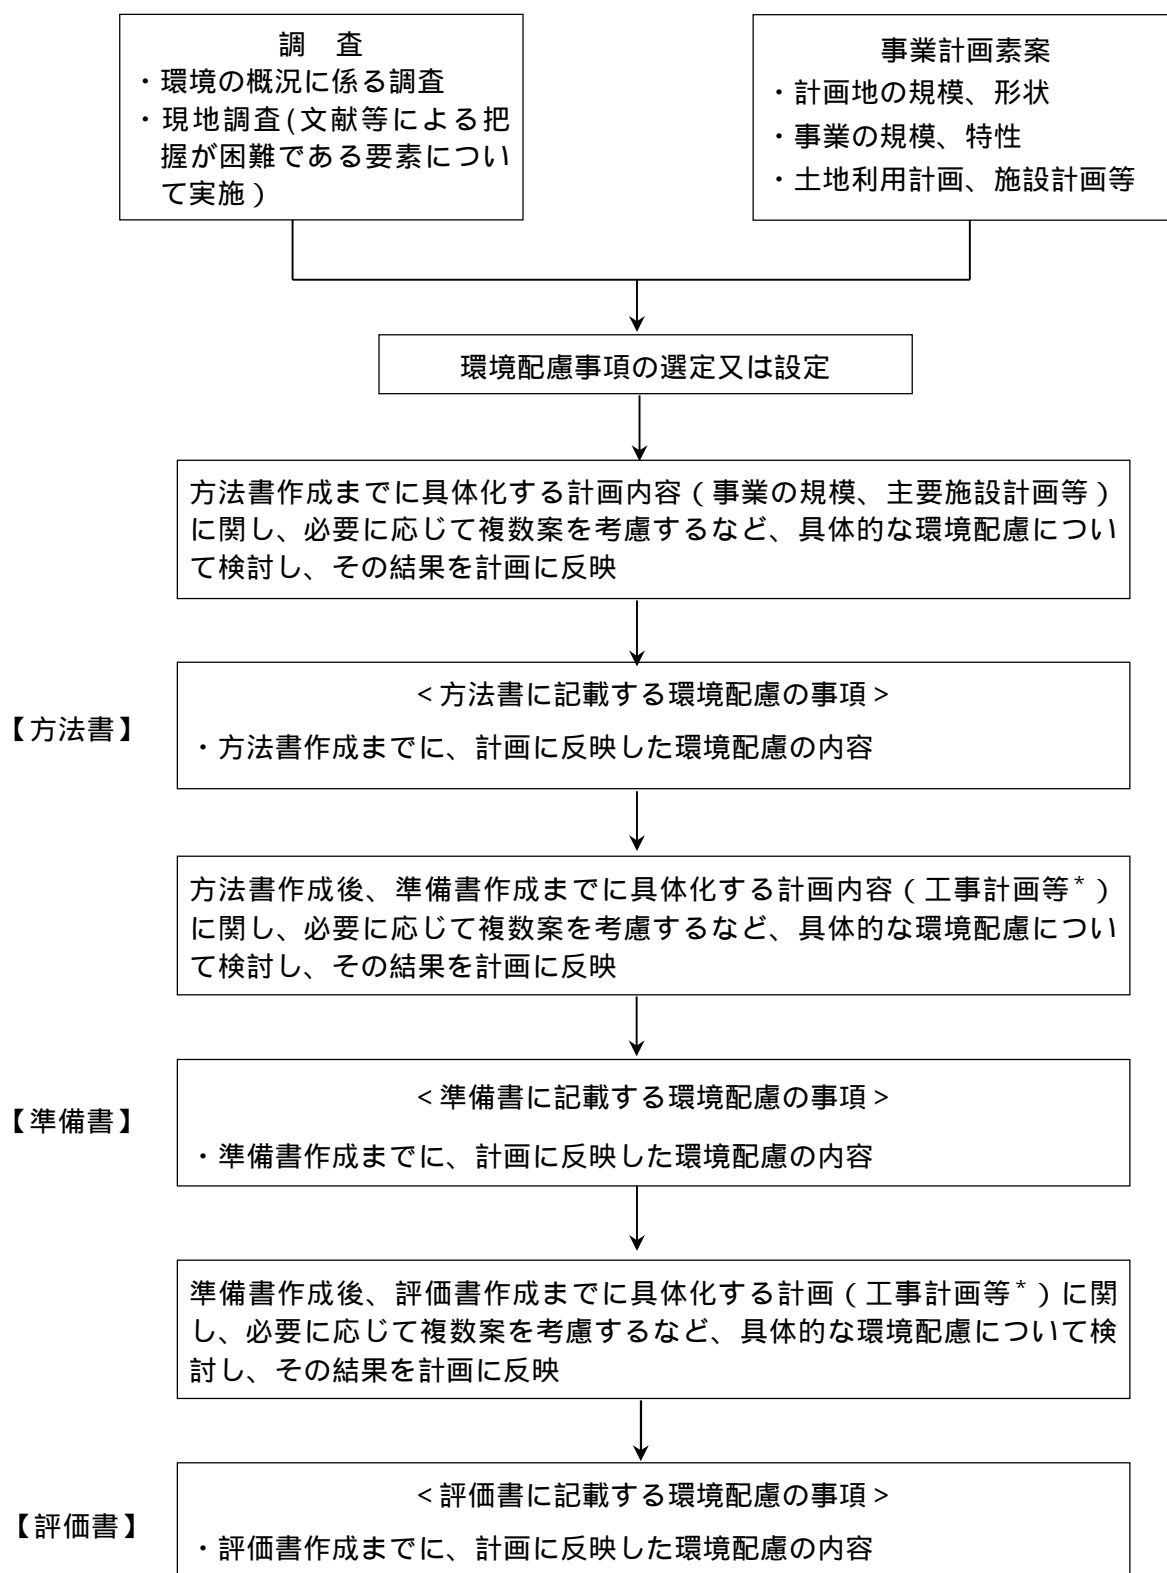 調　査
・環境の概況に係る調査
・現地調査(文献等による把
握が困難である要素につい
て実施）
事業計画素案
・計画地の規模、形状
・事業の規模、特性
・土地利用計画、施設計画等
環境配慮事項の選定又は設定
方法書作成までに具体化する計画内容（事業の規模、主要施設計画等）
に関し、必要に応じて複数案を考慮するなど、具体的な環境配慮につい
て検討し、その結果を計画に反映
【方法書】
＜方法書に記載する環境配慮の事項＞
・方法書作成までに、計画に反映した環境配慮の内容
方法書作成後、準備書作成までに具体化する計画内容（工事計画等*）
に関し、必要に応じて複数案を考慮するなど、具体的な環境配慮につい
て検討し、その結果を計画に反映
【準備書】
＜準備書に記載する環境配慮の事項＞
・準備書作成までに、計画に反映した環境配慮の内容
準備書作成後、評価書作成までに具体化する計画（工事計画等*）に関
し、必要に応じて複数案を考慮するなど、具体的な環境配慮について検
討し、その結果を計画に反映
【評価書】
＜評価書に記載する環境配慮の事項＞
・評価書作成までに、計画に反映した環境配慮の内容